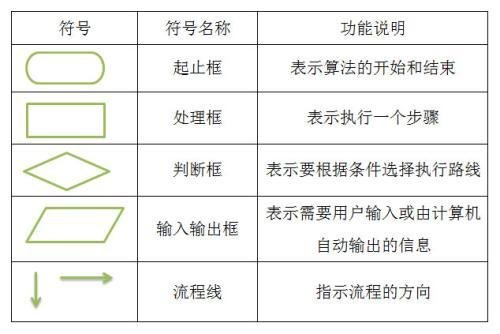 符号 符号名称 功能说明
起止框 表示算法的开始和结束
处理框 表示执行一个步骤
判断框 表示要根据条件选择执行路线
输入输出框 表示需要用户输入或由计算机
自动输出的信息
流程线 指示流程的方向